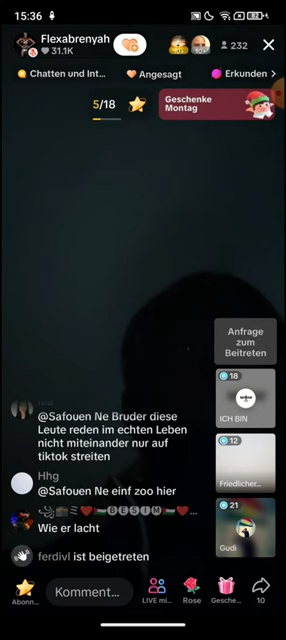 15:36
82
Flexabrenyah
31.1K
232
Chatten und Int...
Angesagt
Erkunden
5/18
Geschenke
Montag
Anfrage
zum
Beitreten
18
ICH BIN
@Safouen Ne Bruder diese
Leute reden im echten Leben
nicht miteinander nur auf
tiktok streiten
12
Friedlicher...
Hhg
@Safouen Ne einf zoo hier
21
Gudi
🅱🅔🅢🅘🅜
Wie er lacht
ferdivl ist beigetreten
Abonn...
Komment...
LIVE mi...
Rose
Gesche...
10